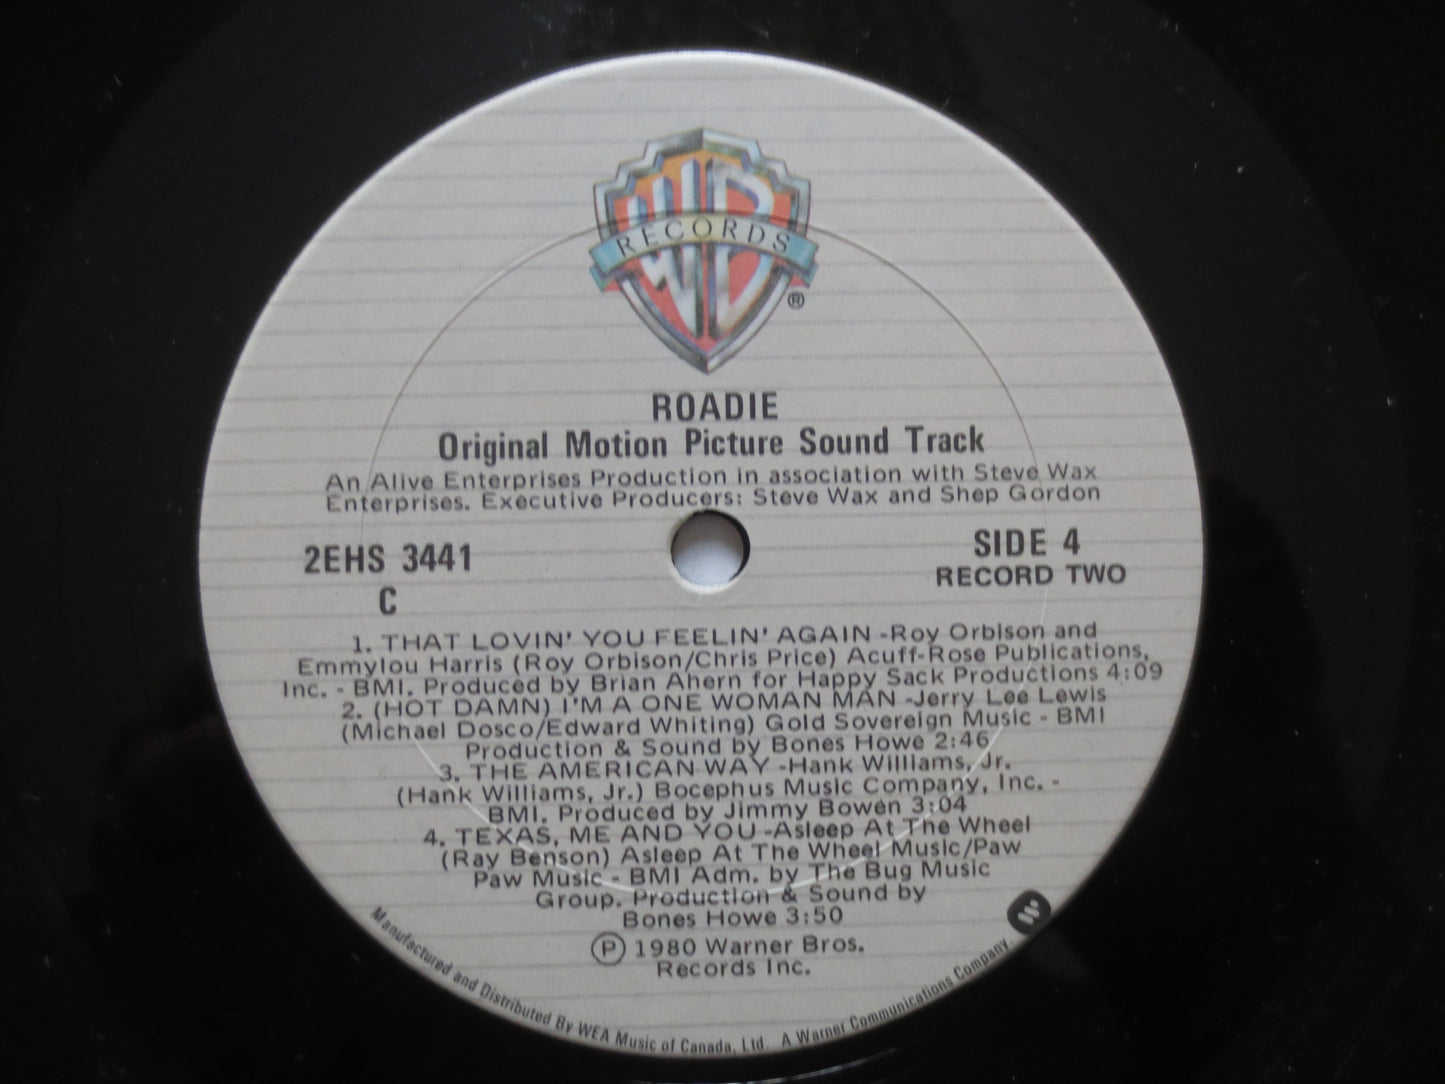 WB
RECORDS
®
ROADIE
Original Motion Picture Sound Track
An Alive Enterprises Production in association with Steve Wax
Enterprises. Executive Producers: Steve Wax and Shep Gordon
2EHS 3441
C
SIDE 4
RECORD TWO
1. THAT LOVIN' YOU FEELIN' AGAIN -Roy Orbison and
Emmylou Harris (Roy Orbison/Chris Price) Acuff-Rose Publications,
Inc. - BMI. Produced by Brian Ahern for Happy Sack Productions 4:09
2. (HOT DAMN) I'M A ONE WOMAN MAN -Jerry Lee Lewis
(Michael Dosco/Edward Whiting) Gold Sovereign Music - BMI
Production & Sound by Bones Howe 2:46
3. THE AMERICAN WAY -Hank Williams, Jr.
(Hank Williams, Jr.) Bocephus Music Company, Inc. -
BMI. Produced by Jimmy Bowen 3:04
4. TEXAS, ME AND YOU -Asleep At The Wheel
(Ray Benson) Asleep At The Wheel Music/Paw
Paw Music - BMI Adm. by The Bug Music
Group. Production & Sound by
Bones Howe 3:50
Ⓟ 1980 Warner Bros.
Records Inc.
Manufactured and Distributed By WEA Music of Canada, Ltd. A Warner Communications Company.